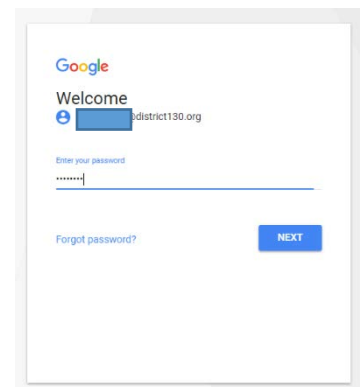 Google
Welcome
@district130.org
Enter your password
••••••••
Forgot password?
NEXT